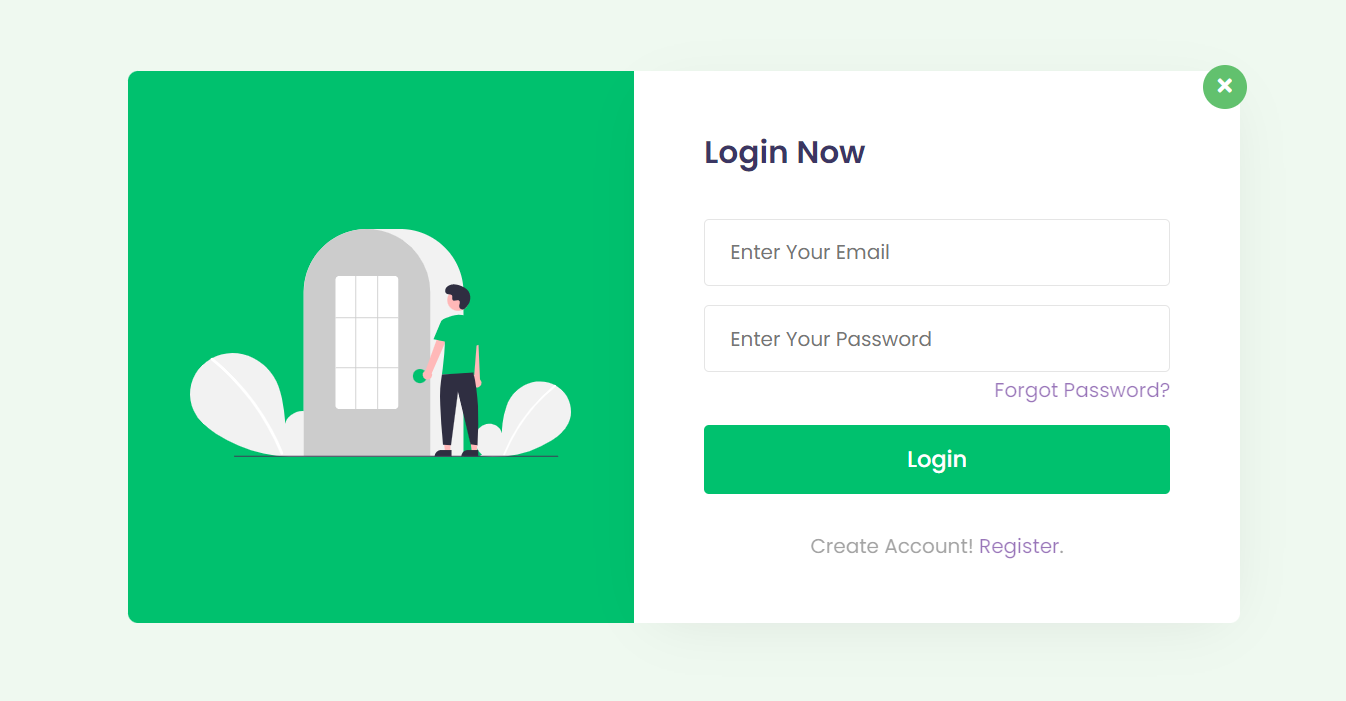 Login Now
Enter Your Email
Enter Your Password
Forgot Password?
Login
Create Account! Register.